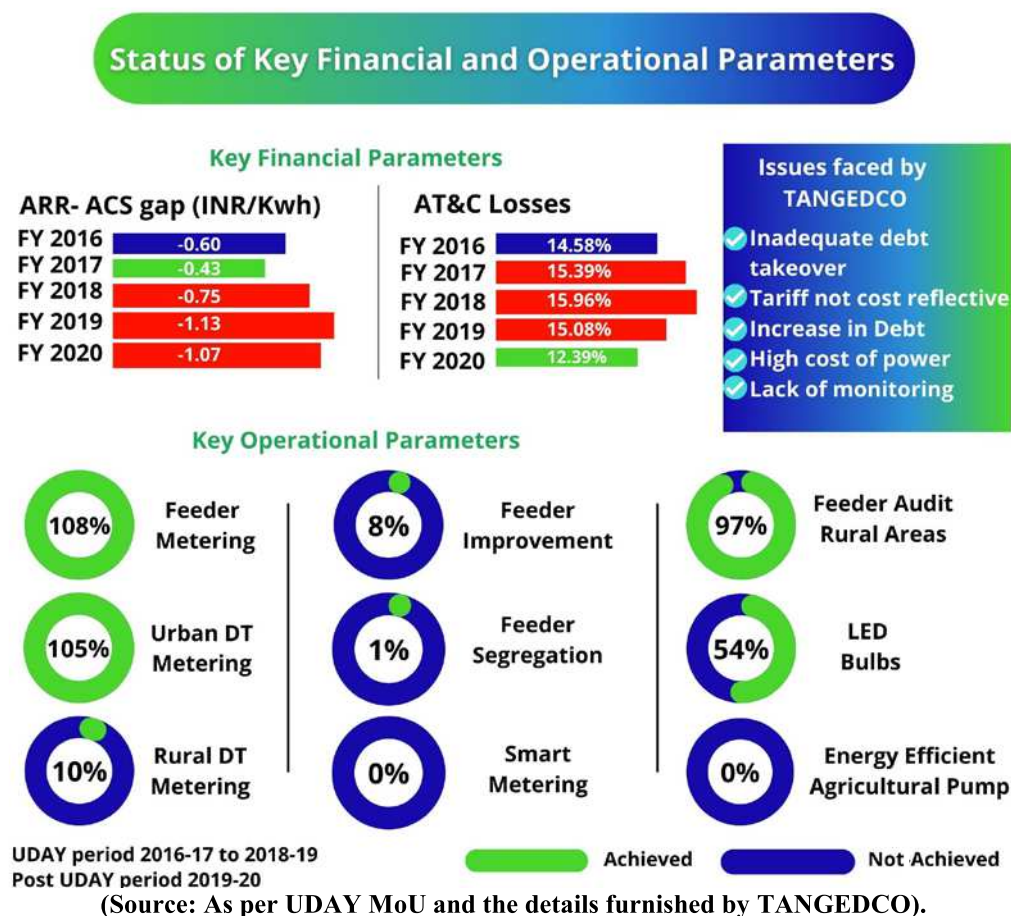 Status of Key Financial and Operational Parameters
Key Financial Parameters
ARR- ACS gap (INR/Kwh)
FY 2016 -0.60
FY 2017 -0.43
FY 2018 -0.75
FY 2019 -1.13
FY 2020 -1.07
AT&C Losses
FY 2016 14.58%
FY 2017 15.39%
FY 2018 15.96%
FY 2019 15.08%
FY 2020 12.39%
Issues faced by
TANGEDCO
Inadequate debt
takeover
Tariff not cost reflective
Increase in Debt
High cost of power
Lack of monitoring
Key Operational Parameters
108%
Feeder
Metering
105%
Urban DT
Metering
10%
Rural DT
Metering
8%
Feeder
Improvement
1%
Feeder
Segregation
0%
Smart
Metering
97%
Feeder Audit
Rural Areas
54%
LED
Bulbs
0%
Energy Efficient
Agricultural Pump
UDAY period 2016-17 to 2018-19
Post UDAY period 2019-20
Achieved
Not Achieved
(Source: As per UDAY MoU and the details furnished by TANGEDCO).